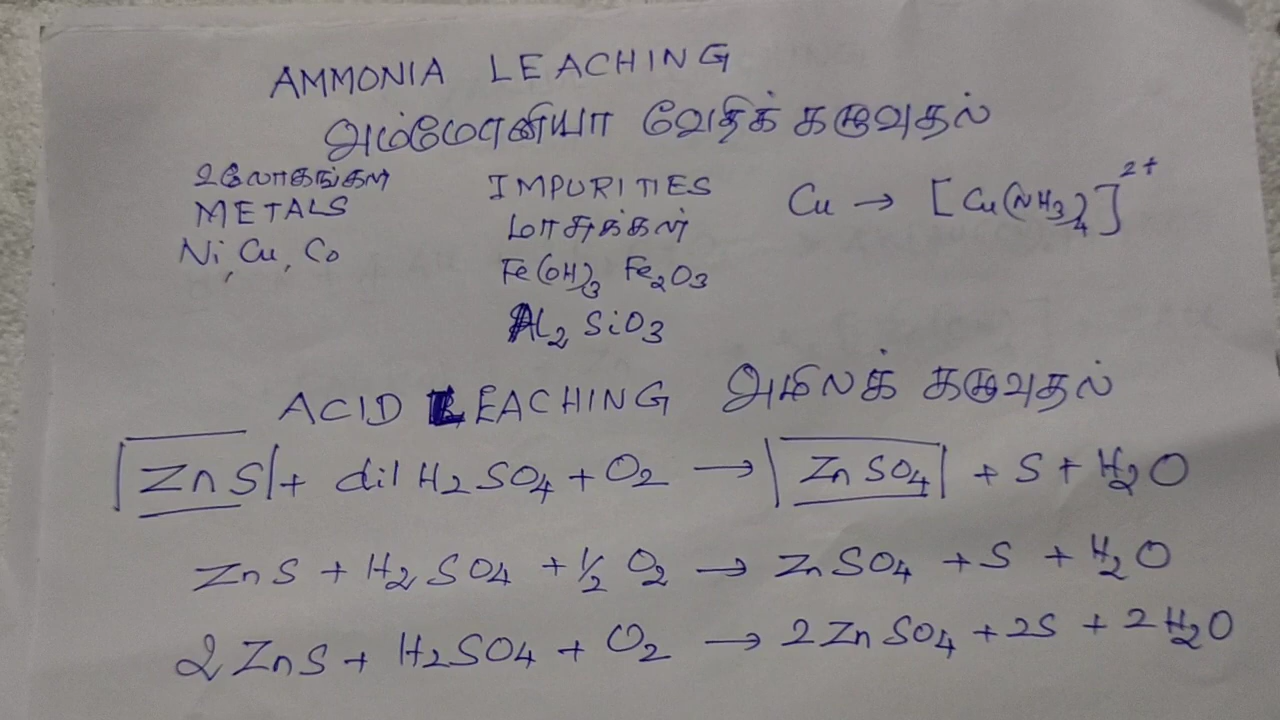 AMMONIA LEACHING
அம்மோனியா வேதிக் கழுவுதல்
உலோகங்கள்
METALS
Ni, Cu, Co
IMPURITIES
மாசுக்கள்
Fe(OH)₃ Fe₂O₃
Al₂ SiO₃
Cu → [Cu(NH₃)₄]²⁺
ACID LEACHING அமிலக் கழுவுதல்
ZnS + dil H₂SO₄ + O₂ → ZnSO₄ + S + H₂O
ZnS + H₂SO₄ + ½ O₂ → ZnSO₄ + S + H₂O
2ZnS + H₂SO₄ + O₂ → 2ZnSO₄ + 2S + 2H₂O